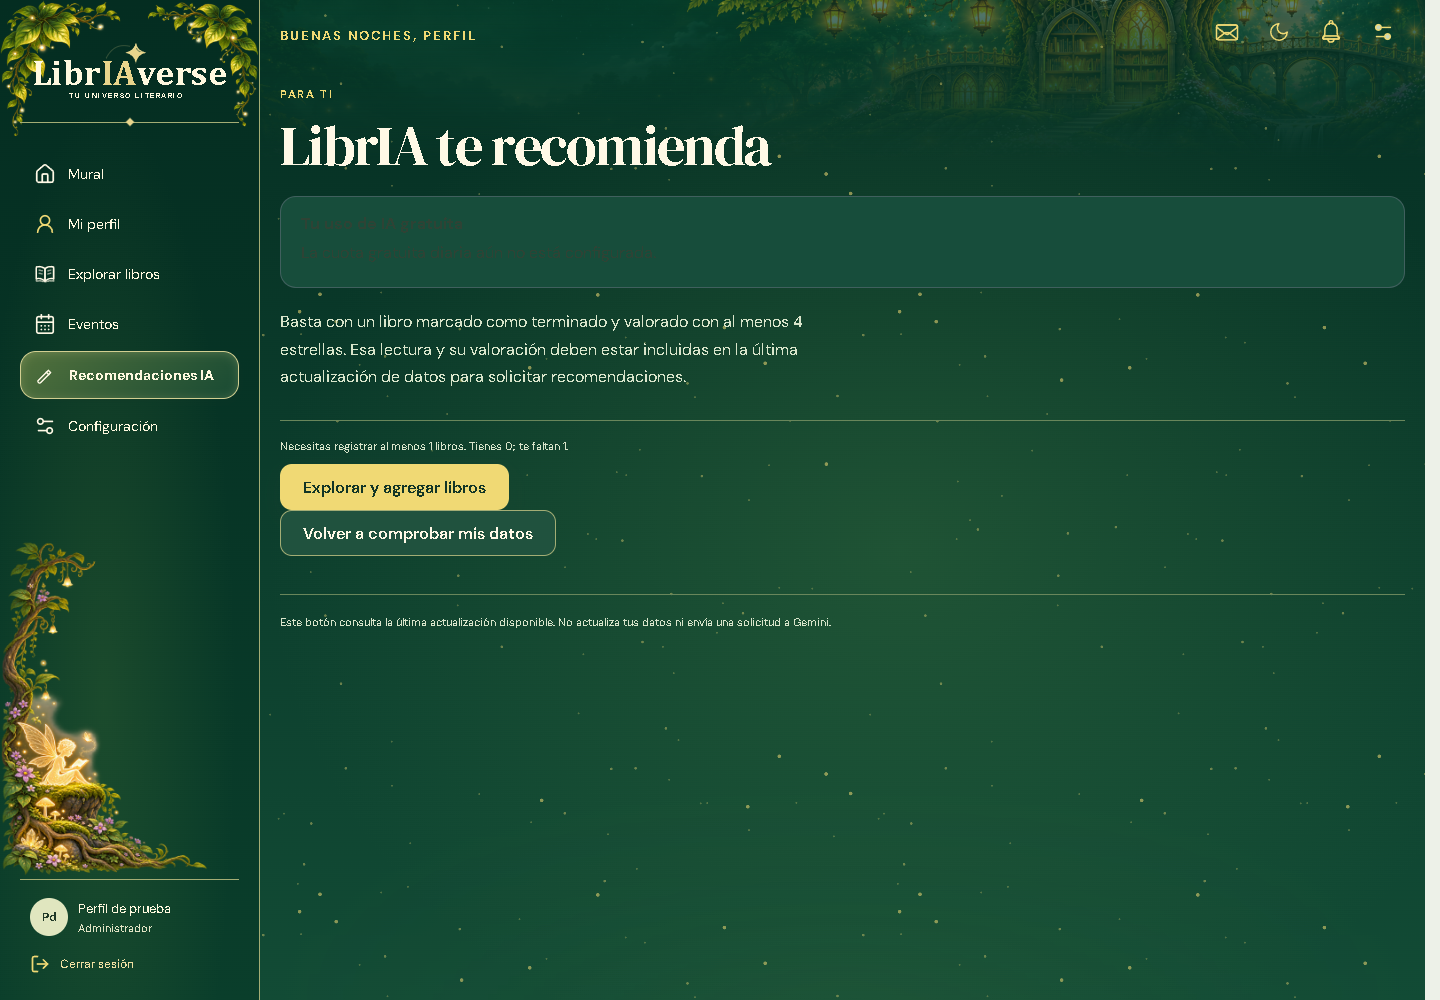 LibrIAverse
TU UNIVERSO LITERARIO
Mural
Mi perfil
Explorar libros
Eventos
Recomendaciones IA
Configuración
Pd
Perfil de prueba
Administrador
Cerrar sesión
BUENAS NOCHES, PERFIL
PARA TI
LibrIA te recomienda
Basta con un libro marcado como terminado y valorado con al menos 4
estrellas. Esa lectura y su valoración deben estar incluidas en la última
actualización de datos para solicitar recomendaciones.
Necesitas registrar al menos 1 libros. Tienes 0; te faltan 1.
Explorar y agregar libros
Volver a comprobar mis datos
Este botón consulta la última actualización disponible. No actualiza tus datos ni envía una solicitud a Gemini.